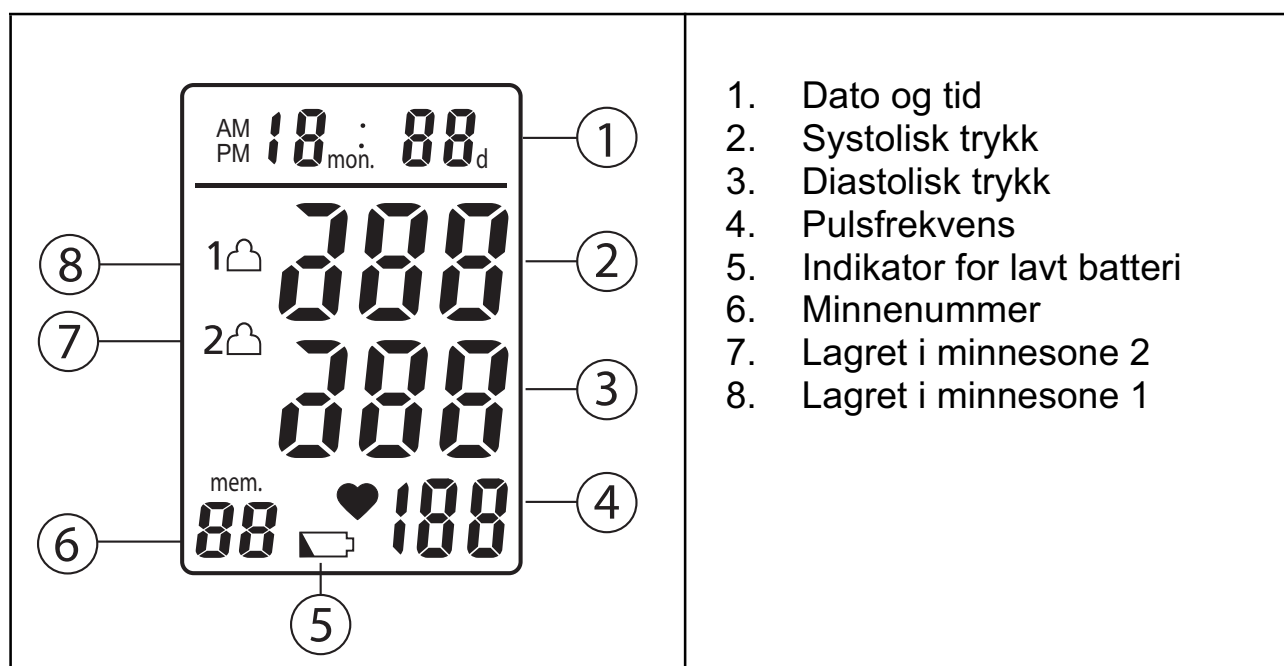 AM 18 : 88
PM mon. d
1
1 288
8
2
2
7
288
3
mem.
188
4
88
6
5
1. Dato og tid
2. Systolisk trykk
3. Diastolisk trykk
4. Pulsfrekvens
5. Indikator for lavt batteri
6. Minnenummer
7. Lagret i minnesone 2
8. Lagret i minnesone 1